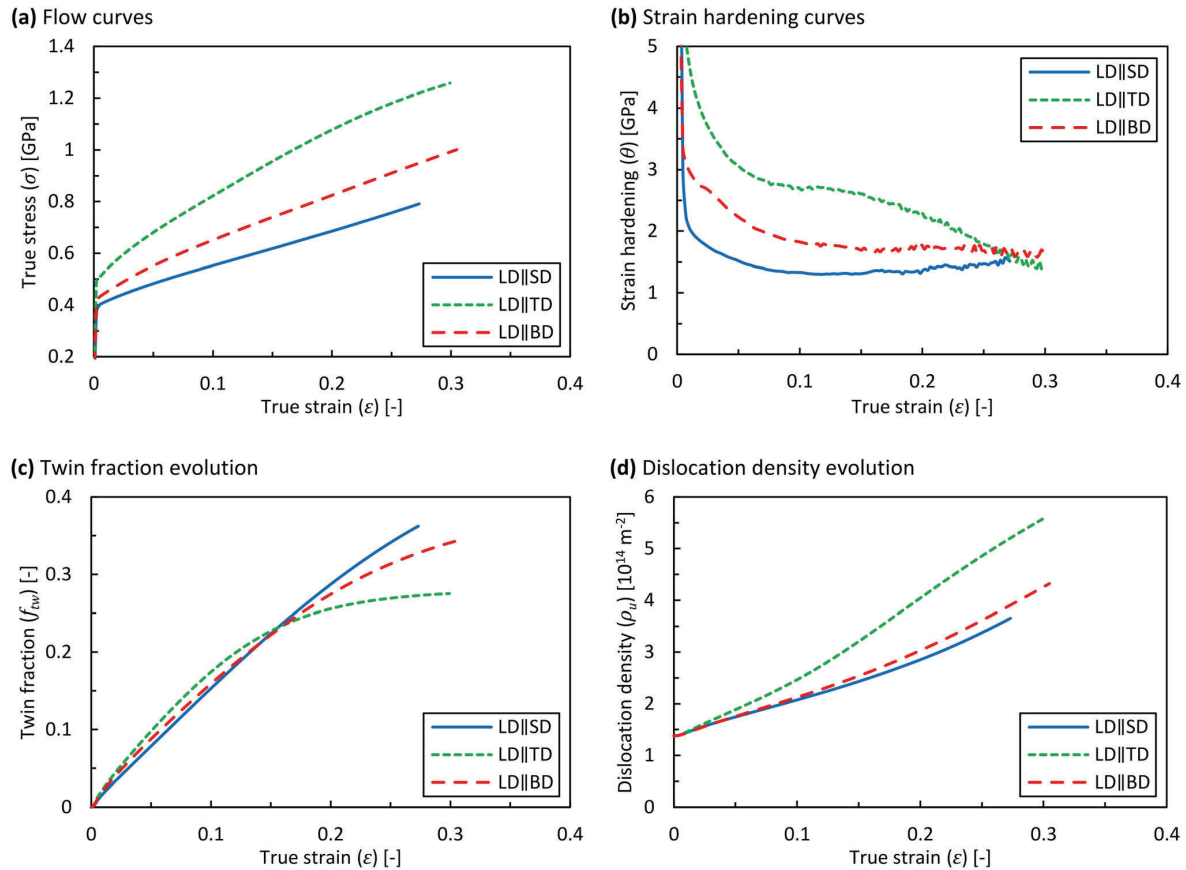 (a) Flow curves
1.4
1.2
1
0.8
0.6
0.4
0.2
True stress (σ) [GPa]
LD∥SD
LD∥TD
LD∥BD
0
0.1
0.2
0.3
0.4
True strain (ε) [-]
(b) Strain hardening curves
5
4
3
2
1
0
Strain hardening (θ) [GPa]
LD∥SD
LD∥TD
LD∥BD
0
0.1
0.2
0.3
0.4
True strain (ε) [-]
(c) Twin fraction evolution
0.4
0.3
0.2
0.1
0
Twin fraction (f_tw) [-]
LD∥SD
LD∥TD
LD∥BD
0
0.1
0.2
0.3
0.4
True strain (ε) [-]
(d) Dislocation density evolution
6
5
4
3
2
1
0
Dislocation density (ρ_u) [10¹⁴ m⁻²]
LD∥SD
LD∥TD
LD∥BD
0
0.1
0.2
0.3
0.4
True strain (ε) [-]